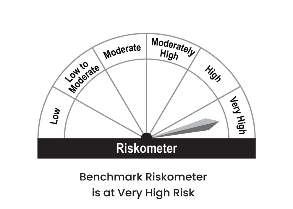 Low
Low to
Moderate
Moderate
Moderately
High
High
Very High
Riskometer
Benchmark Riskometer
is at Very High Risk